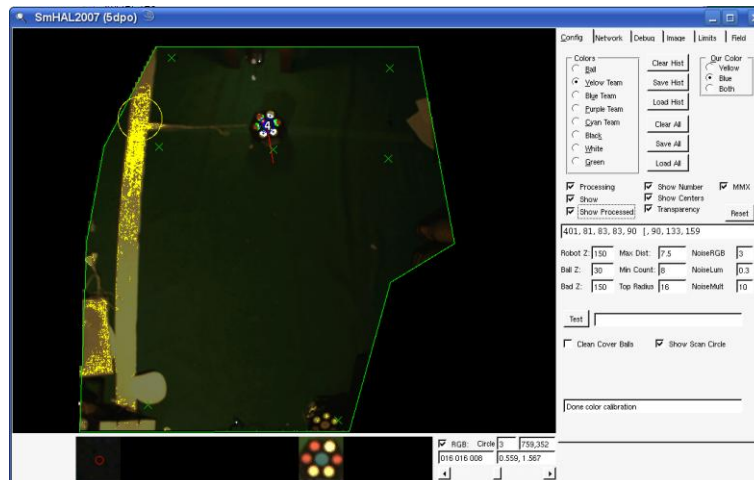 SmHAL2007 (5dpo)
Config Network Debug Image Limits Field
Colors
Ball
Yelow Team
Blue Team
Purple Team
Cyan Team
Black
White
Green
Clear Hist
Save Hist
Load Hist
Clear All
Save All
Load All
Our Color
Yellow
Blue
Both
Processing
Show
Show Processed
Show Number
Show Centers
Transparency
MMX
Reset
401, 81, 83, 83, 90 [, 90, 133, 159
Robot Z: 150 Max Dist: 7.5 NoiseRGB 3
Ball Z: 30 Min Count: 8 NoiseLum 0.3
Bad Z: 150 Top Radius 16 NoiseMult 10
Test
Clean Cover Balls Show Scan Circle
Done color calibration
4
RGB: Circle 3 759,352
016 016 008 0.559, 1.567